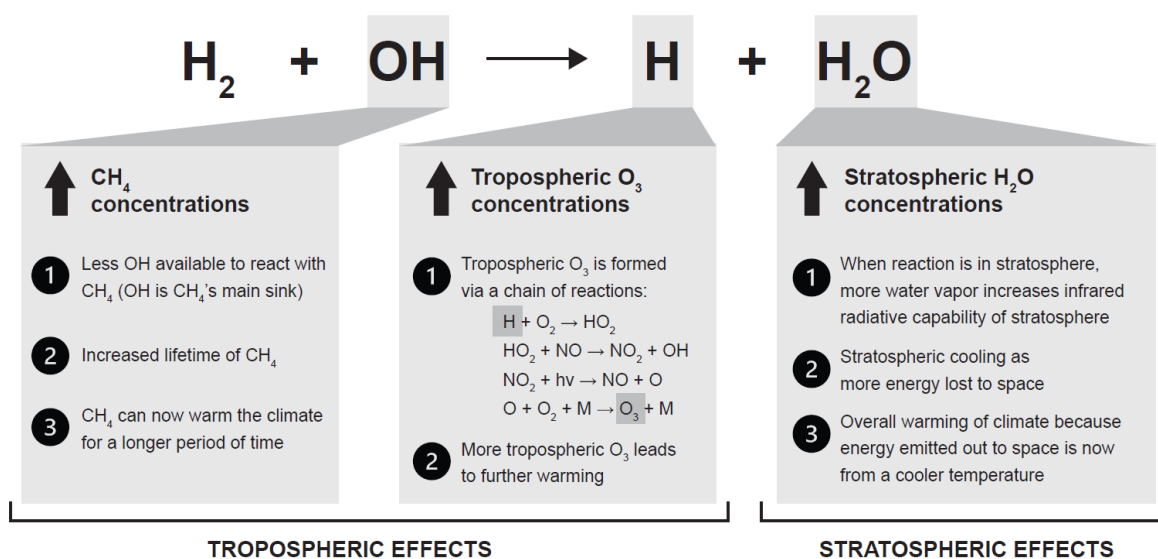 H₂ + OH → H + H₂O
CH₄
concentrations
1 Less OH available to react with
CH₄ (OH is CH₄’s main sink)
2 Increased lifetime of CH₄
3 CH₄ can now warm the climate
for a longer period of time
Tropospheric O₃
concentrations
1 Tropospheric O₃ is formed
via a chain of reactions:
H + O₂ → HO₂
HO₂ + NO → NO₂ + OH
NO₂ + hv → NO + O
O + O₂ + M → O₃ + M
2 More tropospheric O₃ leads
to further warming
Stratospheric H₂O
concentrations
1 When reaction is in stratosphere,
more water vapor increases infrared
radiative capability of stratosphere
2 Stratospheric cooling as
more energy lost to space
3 Overall warming of climate because
energy emitted out to space is now
from a cooler temperature
TROPOSPHERIC EFFECTS
STRATOSPHERIC EFFECTS